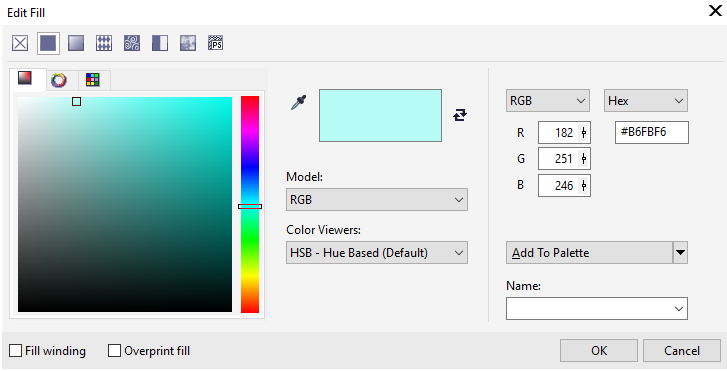 Edit Fill
PS
RGB
Hex
R 182
#B6FBF6
G 251
B 246
Model:
RGB
Color Viewers:
HSB - Hue Based (Default)
Add To Palette
Name:
Fill winding
Overprint fill
OK
Cancel